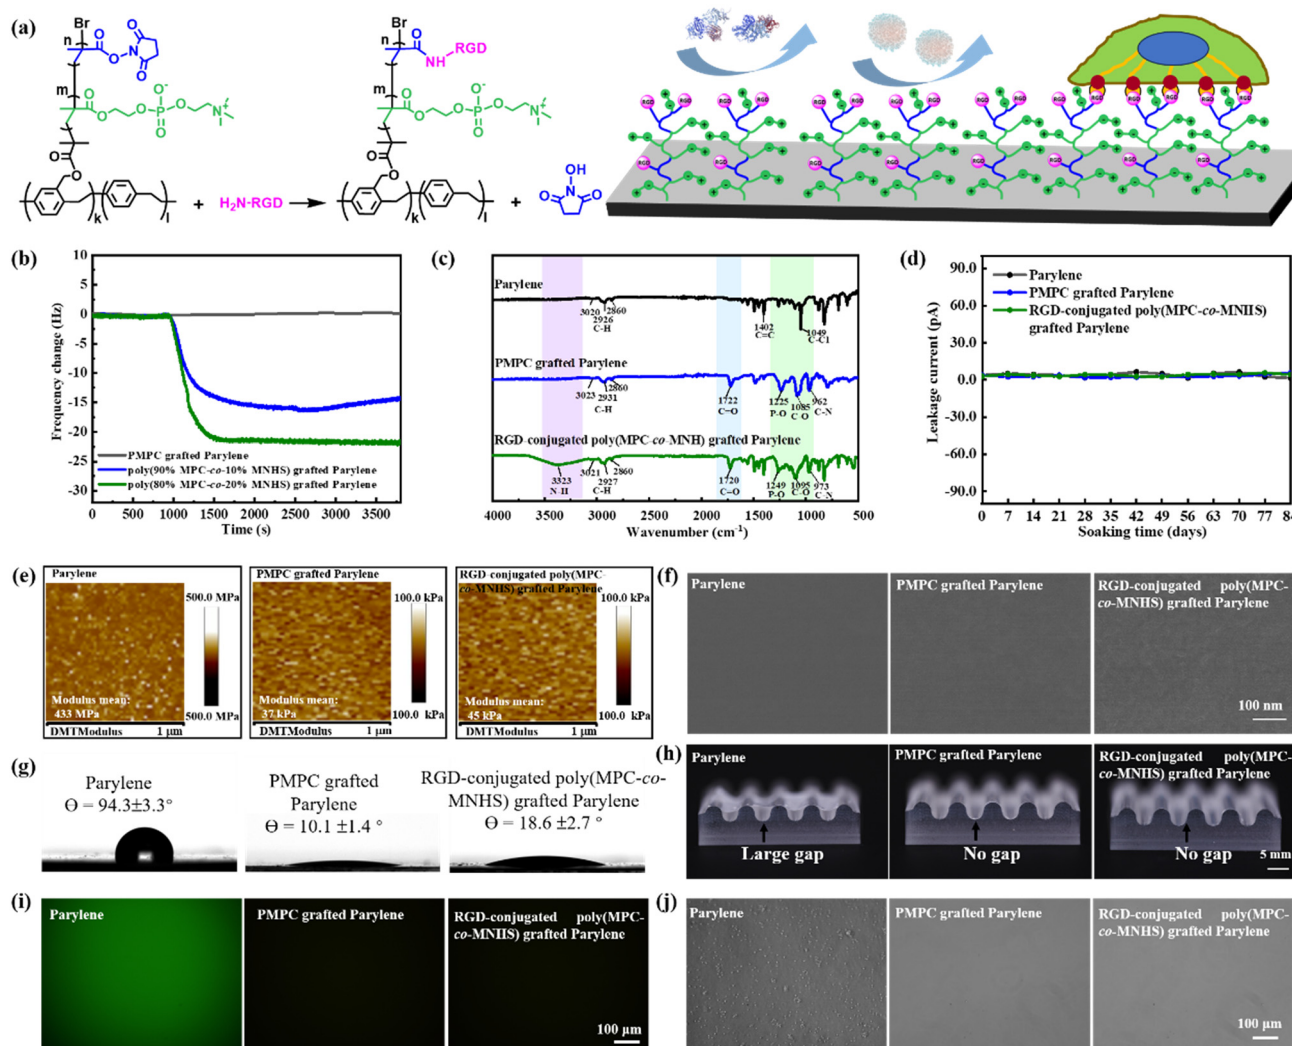 (a)
Br
n
O
O
N
O
O
m
O
O
O
O⁻
P
O
O
N⁺
O
O
k
l
+
H₂N-RGD
Br
n
O
NH
RGD
m
O
O
O
O⁻
P
O
O
N⁺
O
O
k
l
+
OH
N
O
O
RGD
(b)
Frequency change (Hz)
10
5
0
-5
-10
-15
-20
-25
-30
PMPC grafted Parylene
poly(90% MPC-co-10% MNHS) grafted Parylene
poly(80% MPC-co-20% MNHS) grafted Parylene
0 500 1000 1500 2000 2500 3000 3500
Time (s)
(c)
Parylene
3020
2926
2860
C-H
1402
C=C
1049
C-Cl
PMPC grafted Parylene
3023
2931
2860
C-H
1722
C=O
1225
P-O
1085
C-O
962
C-N
RGD-conjugated poly(MPC-co-MNH) grafted Parylene
3323
N-H
3021
2927
2860
C-H
1720
C=O
1249
P-O
1095
C-O
973
C-N
4000 3500 3000 2500 2000 1500 1000 500
Wavenumber (cm⁻¹)
(d)
Leakage current (pA)
90.0
60.0
30.0
0.0
-30.0
-60.0
-90.0
Parylene
PMPC grafted Parylene
RGD-conjugated poly(MPC-co-MNHS)
grafted Parylene
0 7 14 21 28 35 42 49 56 63 70 77 84
Soaking time (days)
(e)
Parylene
500.0 MPa
500.0 MPa
Modulus mean:
433 MPa
DMTModulus 1 µm
PMPC grafted Parylene
100.0 kPa
100.0 kPa
Modulus mean:
37 kPa
DMTModulus 1 µm
RGD-conjugated poly(MPC-
co-MNHS) grafted Parylene
100.0 kPa
100.0 kPa
Modulus mean:
45 kPa
DMTModulus 1 µm
(f)
Parylene
PMPC grafted Parylene
RGD-conjugated poly(MPC-
co-MNHS) grafted Parylene
100 nm
(g)
Parylene
Θ = 94.3±3.3°
PMPC grafted
Parylene
Θ = 10.1 ±1.4 °
RGD-conjugated poly(MPC-co-
MNHS) grafted Parylene
Θ = 18.6 ±2.7 °
(h)
Parylene
Large gap
PMPC grafted Parylene
No gap
RGD-conjugated poly(MPC-
co-MNHS) grafted Parylene
No gap
5 mm
(i)
Parylene
PMPC grafted Parylene
RGD-conjugated poly(MPC-
co-MNHS) grafted Parylene
100 µm
(j)
Parylene
PMPC grafted Parylene
RGD-conjugated poly(MPC-
co-MNHS) grafted Parylene
100 µm